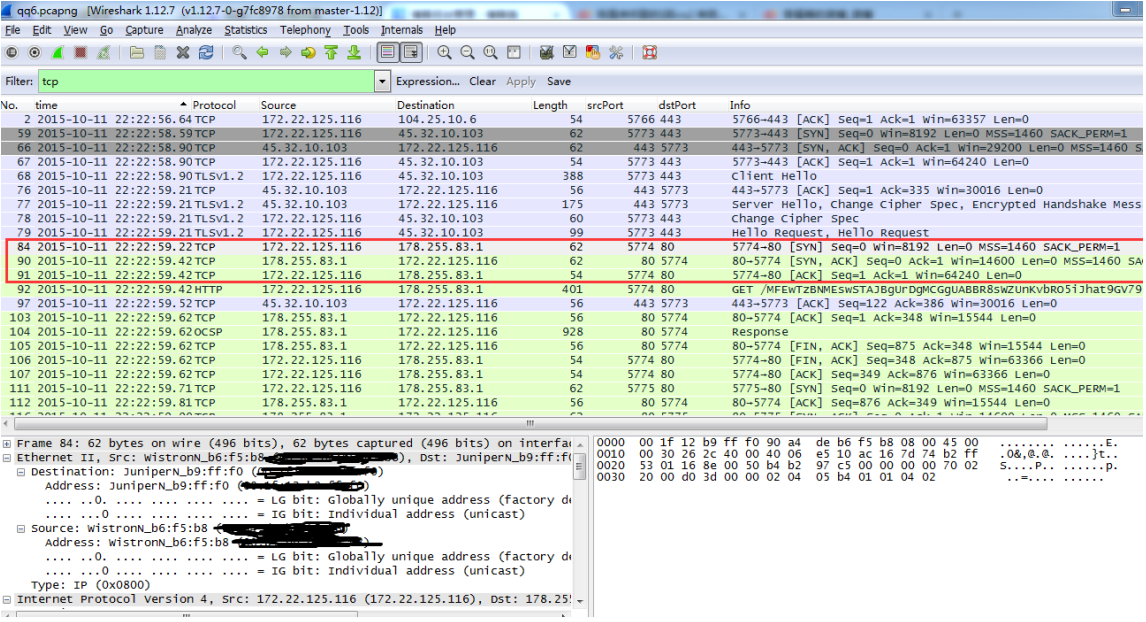 qq6.pcapng [Wireshark 1.12.7 (v1.12.7-0-g7fc8978 from master-1.12)]
File Edit View Go Capture Analyze Statistics Telephony Tools Internals Help
Filter: tcp Expression... Clear Apply Save
No. time Protocol Source Destination Length srcPort dstPort Info
2 2015-10-11 22:22:56.64 TCP 172.22.125.116 104.25.10.6 54 5766 443 5766→443 [ACK] Seq=1 Ack=1 Win=63357 Len=0
59 2015-10-11 22:22:58.59 TCP 172.22.125.116 45.32.10.103 62 5773 443 5773→443 [SYN] Seq=0 Win=8192 Len=0 MSS=1460 SACK_PERM=1
66 2015-10-11 22:22:58.90 TCP 45.32.10.103 172.22.125.116 62 443 5773 443→5773 [SYN, ACK] Seq=0 Ack=1 Win=29200 Len=0 MSS=1460 S
67 2015-10-11 22:22:58.90 TCP 172.22.125.116 45.32.10.103 54 5773 443 5773→443 [ACK] Seq=1 Ack=1 Win=64240 Len=0
68 2015-10-11 22:22:58.90 TLSv1.2 172.22.125.116 45.32.10.103 388 5773 443 Client Hello
76 2015-10-11 22:22:59.21 TCP 45.32.10.103 172.22.125.116 56 443 5773 443→5773 [ACK] Seq=1 Ack=335 Win=30016 Len=0
77 2015-10-11 22:22:59.21 TLSv1.2 45.32.10.103 172.22.125.116 175 443 5773 Server Hello, Change Cipher Spec, Encrypted Handshake Mess
78 2015-10-11 22:22:59.21 TLSv1.2 172.22.125.116 45.32.10.103 60 5773 443 Change Cipher Spec
79 2015-10-11 22:22:59.21 TLSv1.2 172.22.125.116 45.32.10.103 99 5773 443 Hello Request, Hello Request
84 2015-10-11 22:22:59.22 TCP 172.22.125.116 178.255.83.1 62 5774 80 5774→80 [SYN] Seq=0 Win=8192 Len=0 MSS=1460 SACK_PERM=1
90 2015-10-11 22:22:59.42 TCP 178.255.83.1 172.22.125.116 62 80 5774 80→5774 [SYN, ACK] Seq=0 Ack=1 Win=14600 Len=0 MSS=1460 SA
91 2015-10-11 22:22:59.42 TCP 172.22.125.116 178.255.83.1 54 5774 80 5774→80 [ACK] Seq=1 Ack=1 Win=64240 Len=0
92 2015-10-11 22:22:59.42 HTTP 172.22.125.116 178.255.83.1 401 5774 80 GET /MFEwTzBNMEswSTAJBgUrDgMCGgUABBR8sWZUnKvbRO5iJhat9GV79
97 2015-10-11 22:22:59.52 TCP 45.32.10.103 172.22.125.116 56 443 5773 443→5773 [ACK] Seq=122 Ack=386 Win=30016 Len=0
103 2015-10-11 22:22:59.62 TCP 178.255.83.1 172.22.125.116 56 80 5774 80→5774 [ACK] Seq=1 Ack=348 Win=15544 Len=0
104 2015-10-11 22:22:59.62 OCSP 178.255.83.1 172.22.125.116 928 80 5774 Response
105 2015-10-11 22:22:59.62 TCP 178.255.83.1 172.22.125.116 56 80 5774 80→5774 [FIN, ACK] Seq=875 Ack=348 Win=15544 Len=0
106 2015-10-11 22:22:59.62 TCP 172.22.125.116 178.255.83.1 54 5774 80 5774→80 [FIN, ACK] Seq=348 Ack=875 Win=63366 Len=0
107 2015-10-11 22:22:59.62 TCP 172.22.125.116 178.255.83.1 54 5774 80 5774→80 [ACK] Seq=349 Ack=876 Win=63366 Len=0
111 2015-10-11 22:22:59.71 TCP 172.22.125.116 178.255.83.1 62 5775 80 5775→80 [SYN] Seq=0 Win=8192 Len=0 MSS=1460 SACK_PERM=1
112 2015-10-11 22:22:59.81 TCP 178.255.83.1 172.22.125.116 56 80 5774 80→5774 [ACK] Seq=876 Ack=349 Win=15544 Len=0
Frame 84: 62 bytes on wire (496 bits), 62 bytes captured (496 bits) on interfac
Ethernet II, Src: WistronN_b6:f5:b8 Dst: JuniperN_b9:ff:f0
Destination: JuniperN_b9:ff:f0
Address: JuniperN_b9:ff:f0
.... ..0. .... .... .... .... = LG bit: Globally unique address (factory de
.... ...0 .... .... .... .... = IG bit: Individual address (unicast)
Source: WistronN_b6:f5:b8
Address: WistronN_b6:f5:b8
.... ..0. .... .... .... .... = LG bit: Globally unique address (factory de
.... ...0 .... .... .... .... = IG bit: Individual address (unicast)
Type: IP (0x0800)
Internet Protocol Version 4, Src: 172.22.125.116 (172.22.125.116), Dst: 178.255
0000 00 1f 12 b9 ff f0 90 a4 de b6 f5 b8 08 00 45 00 ........ ......E.
0010 00 30 26 2c 40 00 40 06 e5 10 ac 16 7d 74 b2 ff .0&,@.@. ....}t..
0020 53 01 16 8e 00 50 b4 b2 97 c5 00 00 00 00 70 02 S....P.. ......p.
0030 20 00 d0 3d 00 00 02 04 05 b4 01 01 04 02 ..=.... ......